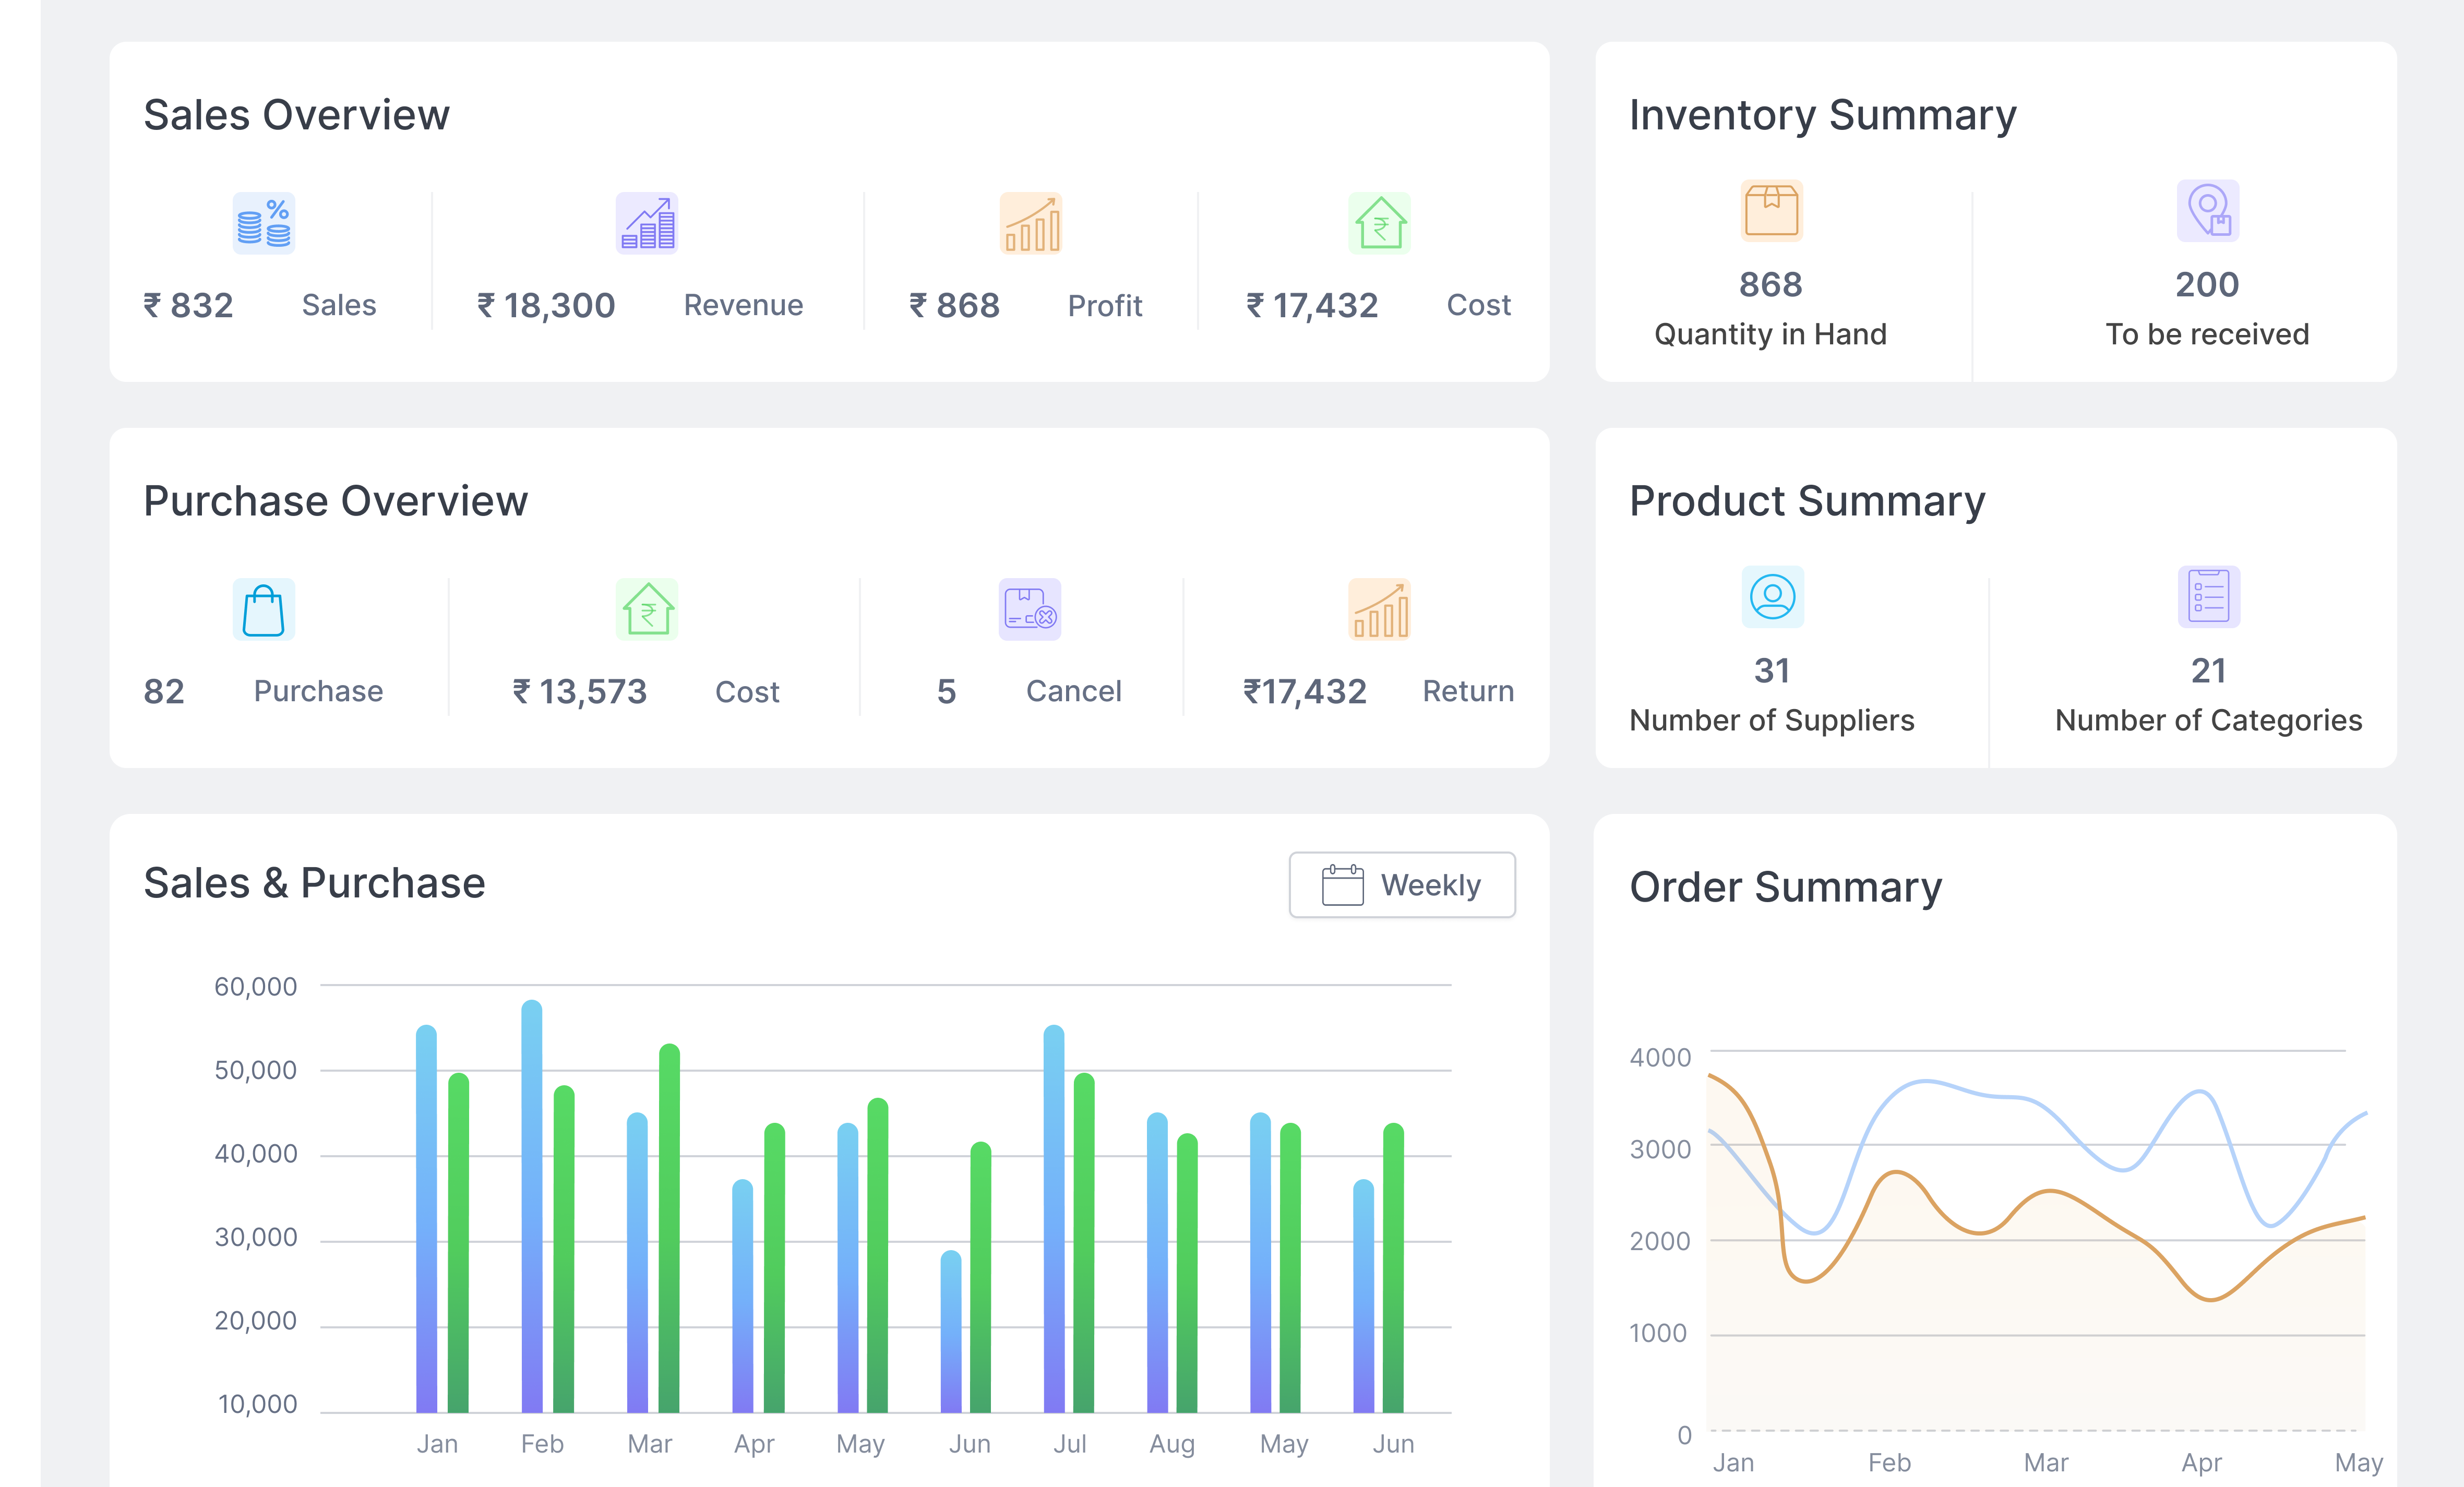 Sales Overview
₹ 832 Sales
₹ 18,300 Revenue
₹ 868 Profit
₹ 17,432 Cost
Inventory Summary
868
Quantity in Hand
200
To be received
Purchase Overview
82 Purchase
₹ 13,573 Cost
5 Cancel
₹17,432 Return
Product Summary
31
Number of Suppliers
21
Number of Categories
Sales & Purchase
Weekly
60,000
50,000
40,000
30,000
20,000
10,000
Jan Feb Mar Apr May Jun Jul Aug May Jun
Order Summary
4000
3000
2000
1000
0
Jan Feb Mar Apr May